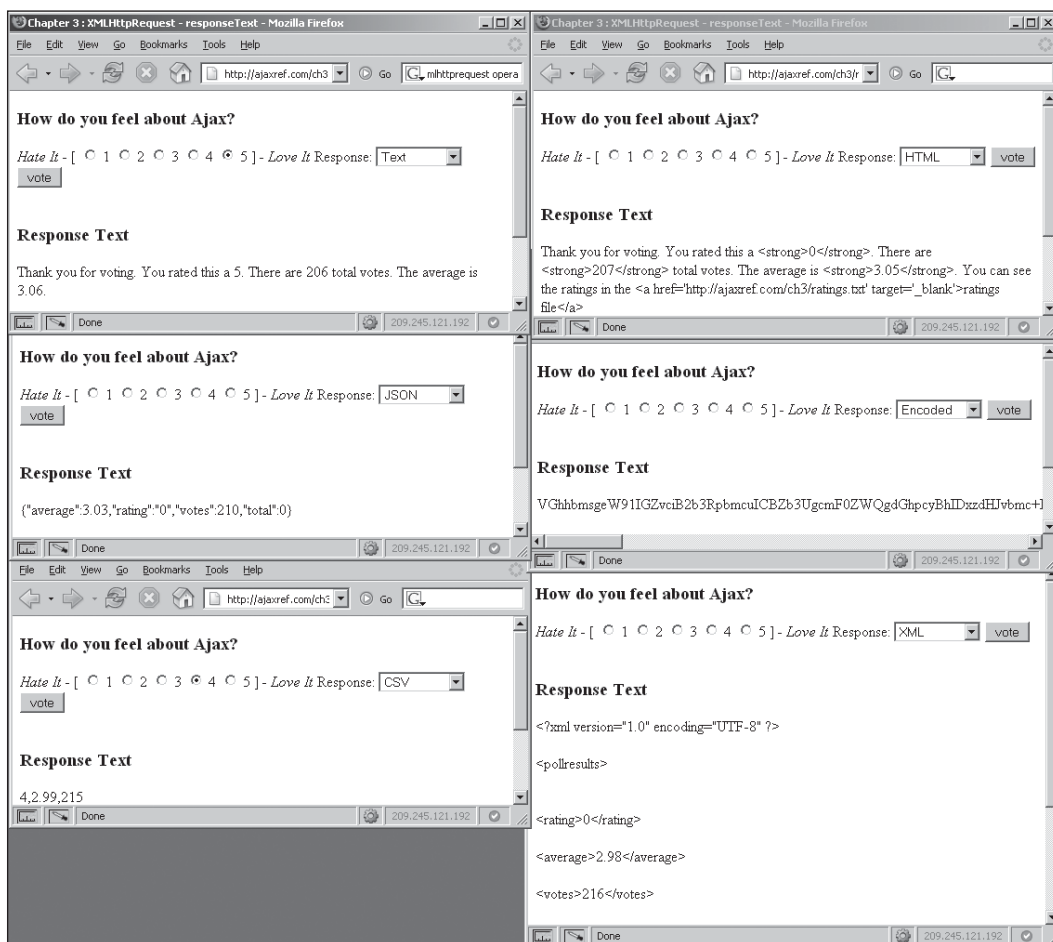 Chapter 3 : XMLHttpRequest - responseText - Mozilla Firefox
File Edit View Go Bookmarks Tools Help
http://ajaxref.com/ch3 Go mlhttprequest opera
How do you feel about Ajax?
Hate It - [ 1 2 3 4 5 ] - Love It Response: Text
vote
Response Text
Thank you for voting. You rated this a 5. There are 206 total votes. The average is
3.06.
Done 209.245.121.192
Chapter 3 : XMLHttpRequest - responseText - Mozilla Firefox
File Edit View Go Bookmarks Tools Help
http://ajaxref.com/ch3/r Go
How do you feel about Ajax?
Hate It - [ 1 2 3 4 5 ] - Love It Response: HTML vote
Response Text
Thank you for voting. You rated this a <strong>0</strong>. There are
<strong>207</strong> total votes. The average is <strong>3.05</strong>. You can see
the ratings in the <a href='http://ajaxref.com/ch3/ratings.txt' target='_blank'>ratings
file</a>
Done 209.245.121.192
How do you feel about Ajax?
Hate It - [ 1 2 3 4 5 ] - Love It Response: JSON
vote
Response Text
{"average":3.03,"rating":"0","votes":210,"total":0}
Done 209.245.121.192
How do you feel about Ajax?
Hate It - [ 1 2 3 4 5 ] - Love It Response: Encoded vote
Response Text
VGhhbmsgeW91IGZvciB2b3RpbmcuICBZb3UgcmF0ZWQgdGhpcyBhIDxzdHJvbmc+
Done 209.245.121.192
File Edit View Go Bookmarks Tools Help
http://ajaxref.com/ch3 Go
How do you feel about Ajax?
Hate It - [ 1 2 3 4 5 ] - Love It Response: CSV
vote
Response Text
4,2.99,215
Done 209.245.121.192
How do you feel about Ajax?
Hate It - [ 1 2 3 4 5 ] - Love It Response: XML vote
Response Text
<?xml version="1.0" encoding="UTF-8" ?>
<pollresults>
<rating>0</rating>
<average>2.98</average>
<votes>216</votes>
Done 209.245.121.192